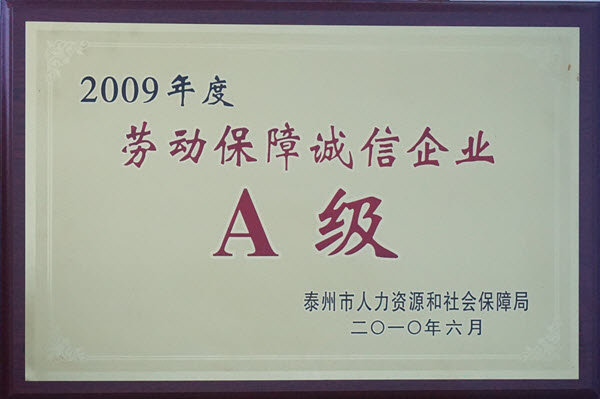 2009年度
劳动保障诚信企业
A级
泰州市人力资源和社会保障局
二〇一〇年六月